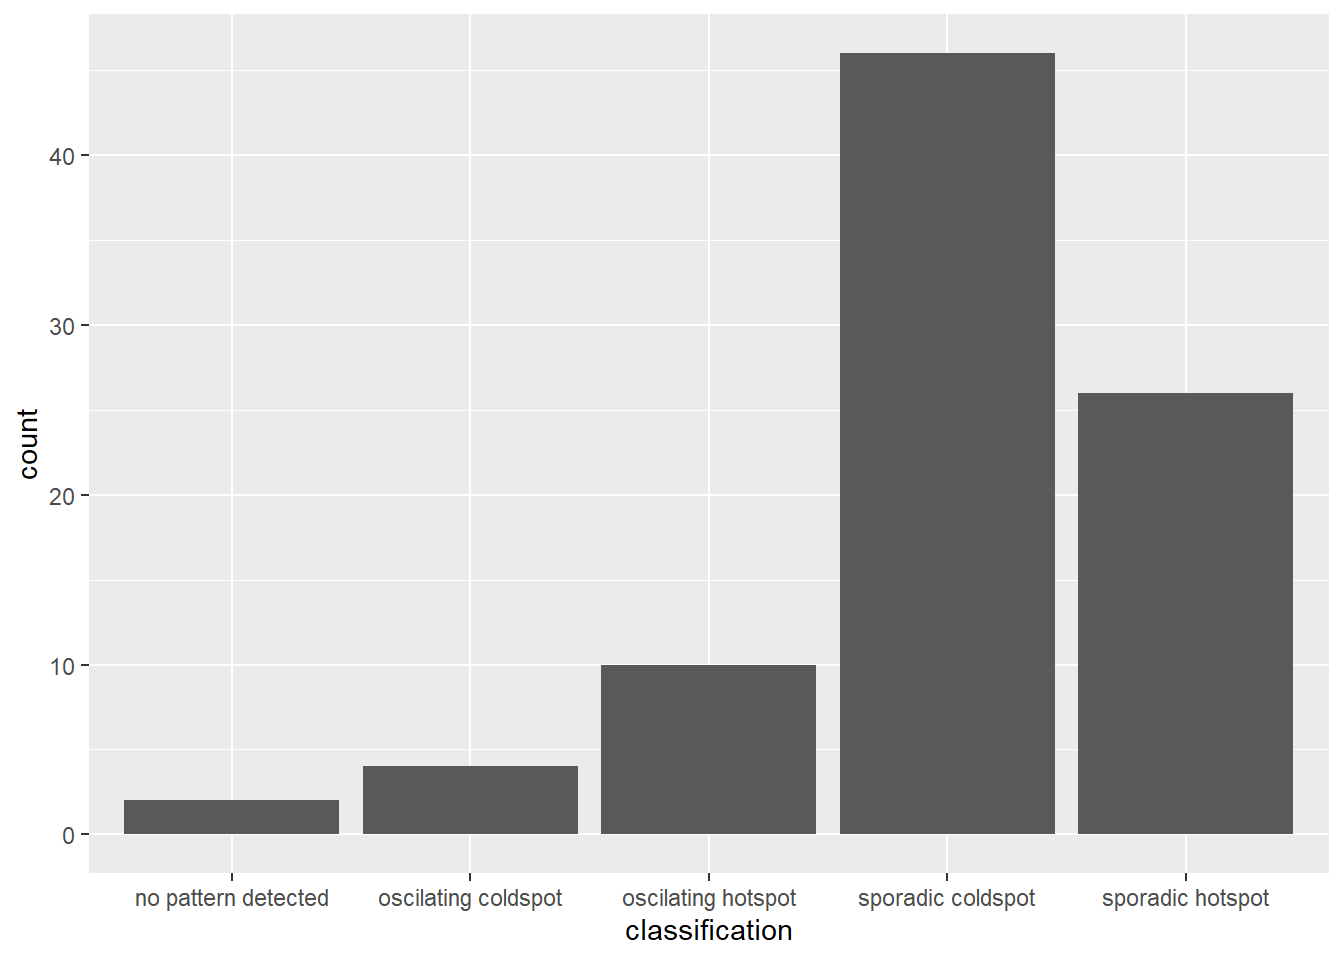 count
40
30
20
10
0
no pattern detected
oscilating coldspot
oscilating hotspot
sporadic coldspot
sporadic hotspot
classification